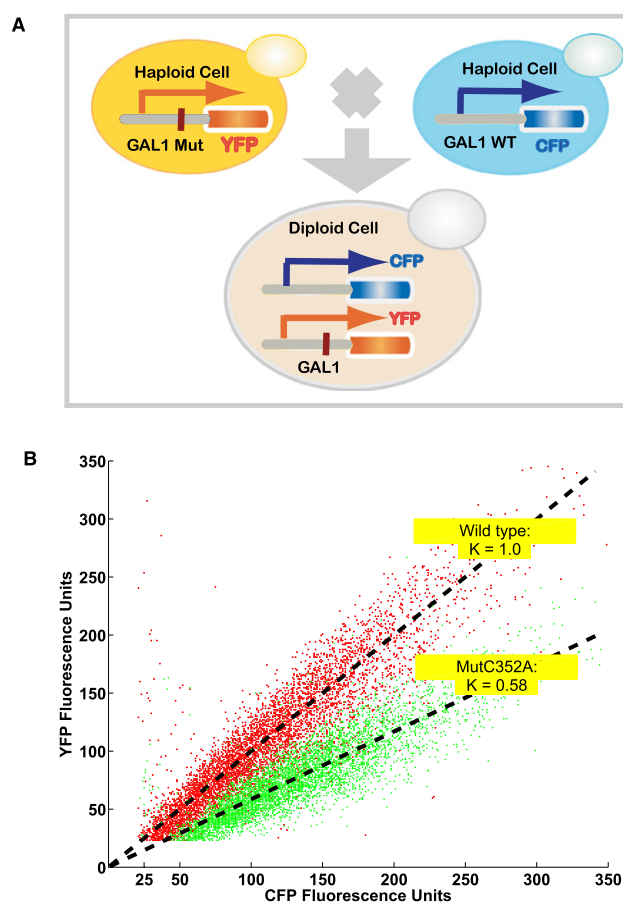 A
Haploid Cell
GAL1 Mut YFP
Haploid Cell
GAL1 WT CFP
Diploid Cell
CFP
YFP
GAL1
B
YFP Fluorescence Units
350
300
250
200
150
100
50
0
Wild type:
K = 1.0
MutC352A:
K = 0.58
25 50 100 150 200 250 300 350
CFP Fluorescence Units